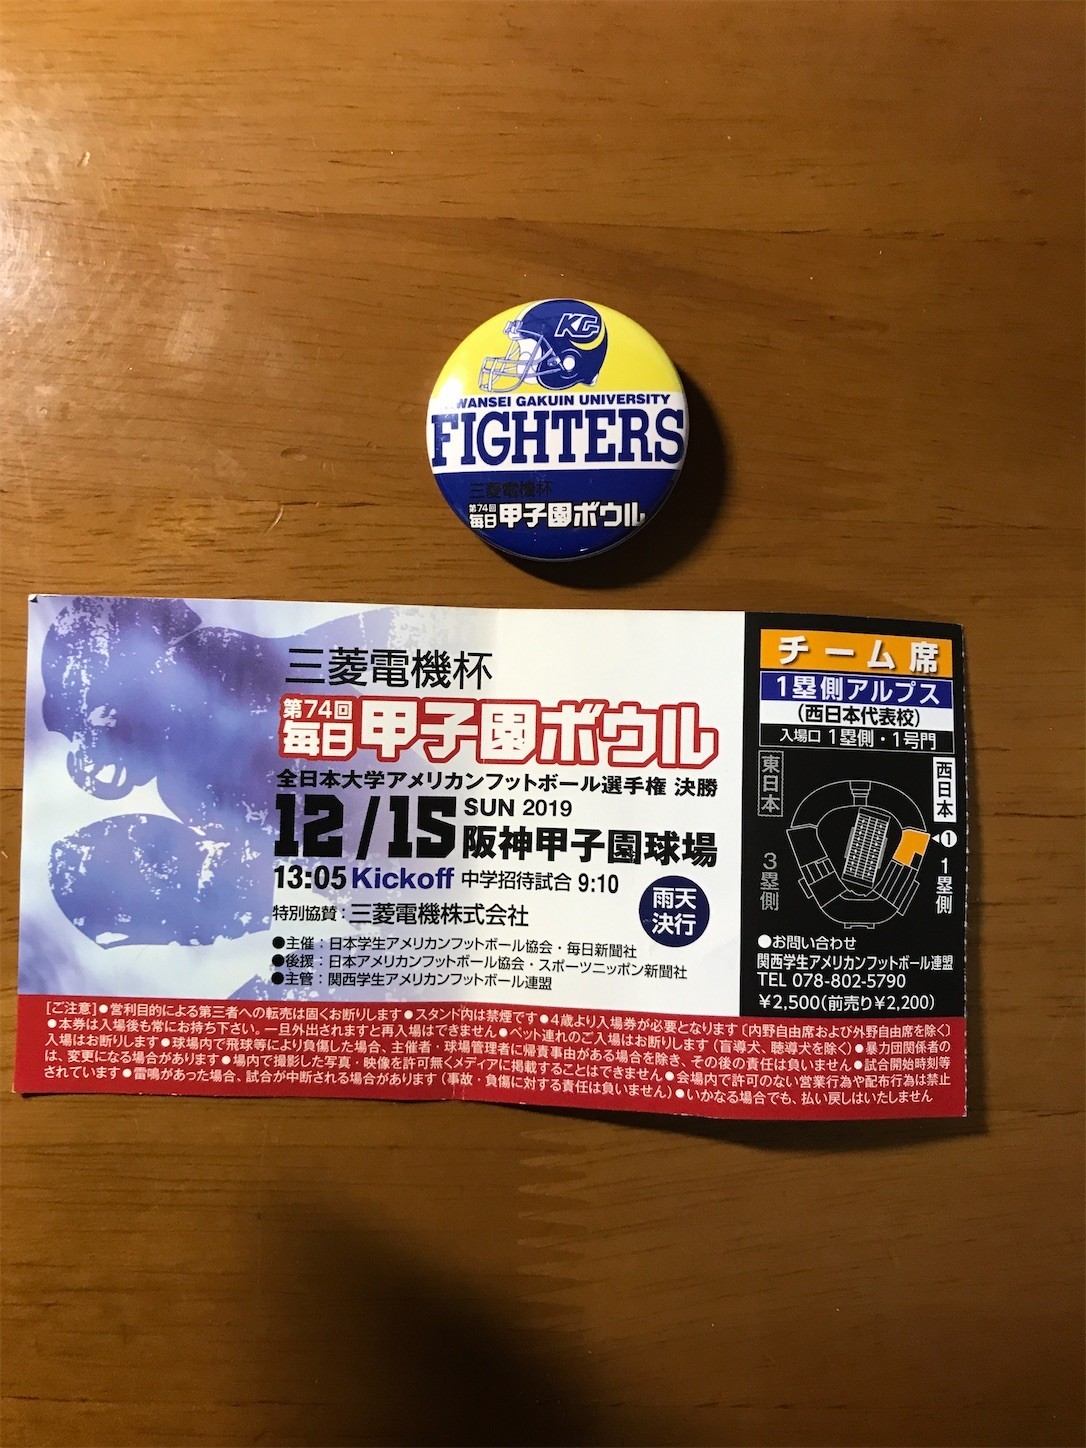 KG
WANSEI GAKUIN UNIVERSITY
FIGHTERS
三菱電機杯
第74回
毎日 甲子園ボウル
三菱電機杯
第74回
毎日 甲子園ボウル
全日本大学アメリカンフットボール選手権 決勝
12/15 SUN 2019
阪神甲子園球場
13:05 Kickoff 中学招待試合 9:10
特別協賛：三菱電機株式会社
雨天
決行
●主催：日本学生アメリカンフットボール協会・毎日新聞社
●後援：日本アメリカンフットボール協会・スポーツニッポン新聞社
●主管：関西学生アメリカンフットボール連盟
チーム席
1塁側アルプス
(西日本代表校)
入場口 1塁側・1号門
東日本
西日本
❶
1塁側
3塁側
●お問い合わせ
関西学生アメリカンフットボール連盟
TEL 078-802-5790
¥2,500(前売り¥2,200)
[ご注意]●営利目的による第三者への転売は固くお断りします●スタンド内は禁煙です●4歳より入場券が必要となります(内野自由席および外野自由席を除く)
●本券は入場後も常にお持ち下さい。一旦外出されますと再入場はできません●ペット連れのご入場はお断りします(盲導犬、聴導犬を除く)●暴力団関係者の
入場はお断りします●球場内で飛球等により負傷した場合、主催者・球場管理者に帰責事由がある場合を除き、その後の責任は負いません●試合開始時刻等
は、変更になる場合があります●場内で撮影した写真・映像を許可無くメディアに掲載することはできません●会場内で許可のない営業行為や配布行為は禁止
されています●雷鳴があった場合、試合が中断される場合があります(事故・負傷に対する責任は負いません)●いかなる場合でも、払い戻しはいたしません